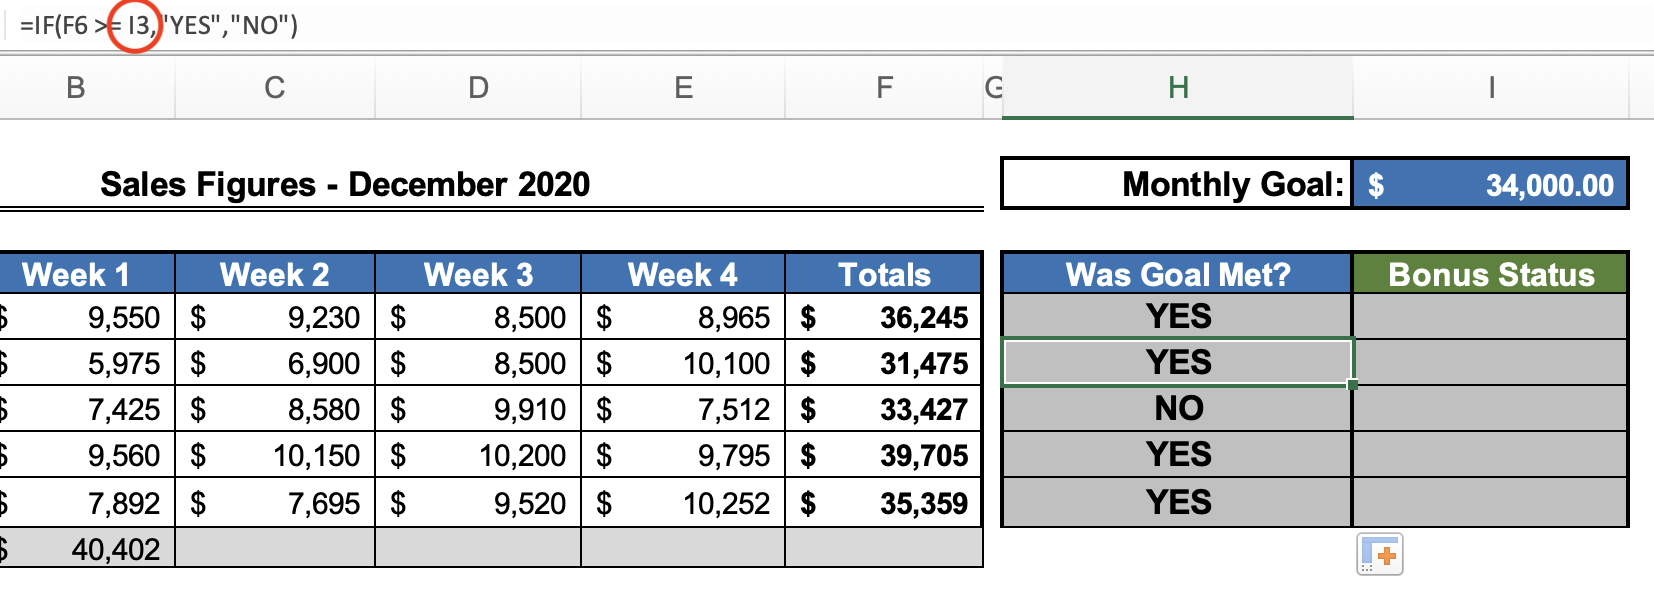 =IF(F6 >= I3,"YES","NO")
B C D E F G H I
Sales Figures - December 2020 Monthly Goal: $ 34,000.00
Week 1 Week 2 Week 3 Week 4 Totals Was Goal Met? Bonus Status
$ 9,550 $ 9,230 $ 8,500 $ 8,965 $ 36,245 YES
$ 5,975 $ 6,900 $ 8,500 $ 10,100 $ 31,475 YES
$ 7,425 $ 8,580 $ 9,910 $ 7,512 $ 33,427 NO
$ 9,560 $ 10,150 $ 10,200 $ 9,795 $ 39,705 YES
$ 7,892 $ 7,695 $ 9,520 $ 10,252 $ 35,359 YES
$ 40,402